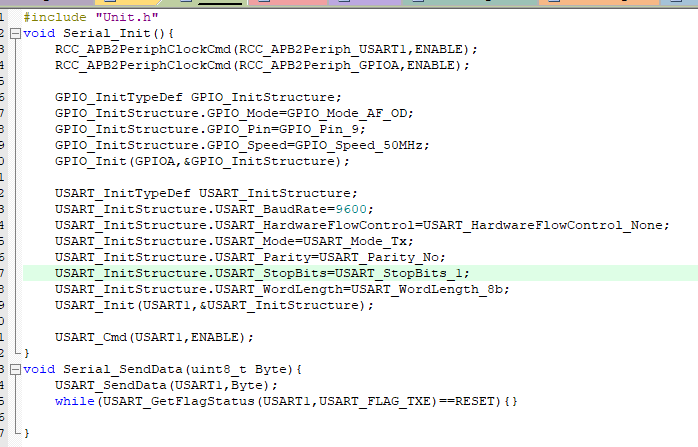 1 #include "Unit.h"
2 void Serial_Init(){
3 RCC_APB2PeriphClockCmd(RCC_APB2Periph_USART1,ENABLE);
4 RCC_APB2PeriphClockCmd(RCC_APB2Periph_GPIOA,ENABLE);
5
6 GPIO_InitTypeDef GPIO_InitStructure;
7 GPIO_InitStructure.GPIO_Mode=GPIO_Mode_AF_OD;
8 GPIO_InitStructure.GPIO_Pin=GPIO_Pin_9;
9 GPIO_InitStructure.GPIO_Speed=GPIO_Speed_50MHz;
0 GPIO_Init(GPIOA,&GPIO_InitStructure);
1
2 USART_InitTypeDef USART_InitStructure;
3 USART_InitStructure.USART_BaudRate=9600;
4 USART_InitStructure.USART_HardwareFlowControl=USART_HardwareFlowControl_None;
5 USART_InitStructure.USART_Mode=USART_Mode_Tx;
6 USART_InitStructure.USART_Parity=USART_Parity_No;
7 USART_InitStructure.USART_StopBits=USART_StopBits_1;
8 USART_InitStructure.USART_WordLength=USART_WordLength_8b;
9 USART_Init(USART1,&USART_InitStructure);
0
1 USART_Cmd(USART1,ENABLE);
2 }
3 void Serial_SendData(uint8_t Byte){
4 USART_SendData(USART1,Byte);
5 while(USART_GetFlagStatus(USART1,USART_FLAG_TXE)==RESET){}
6
7 }